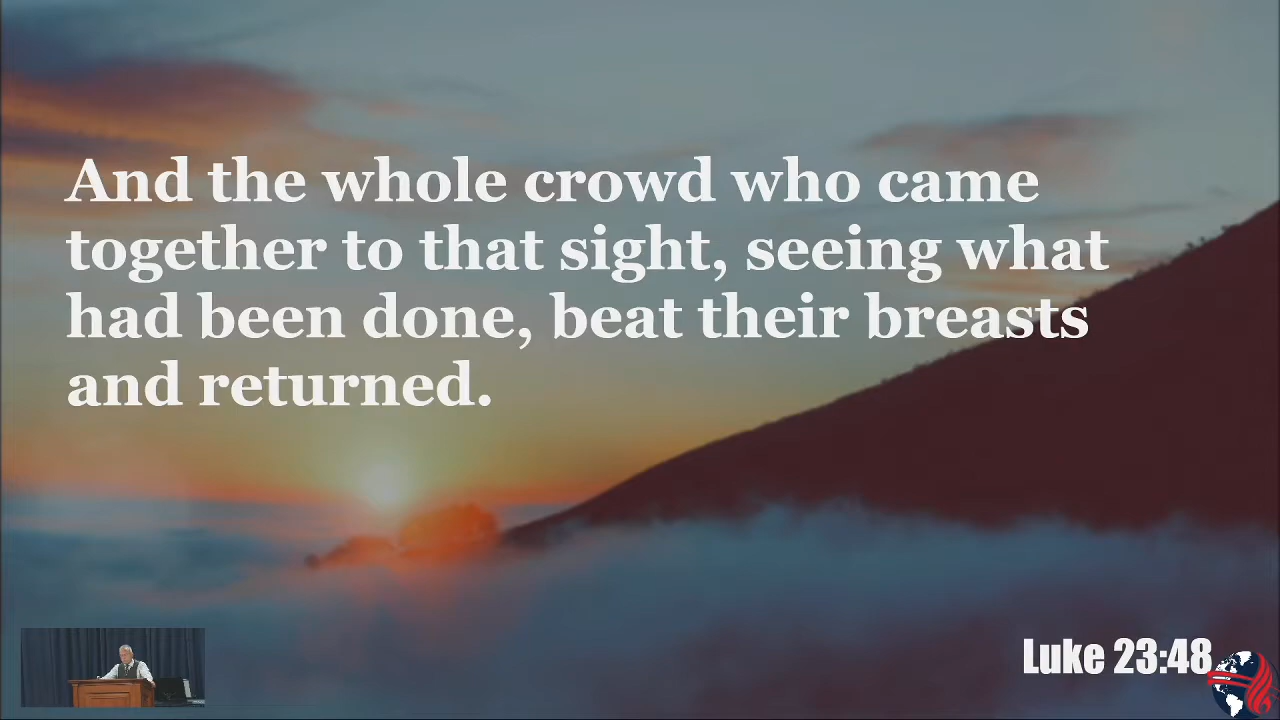 And the whole crowd who came
together to that sight, seeing what
had been done, beat their breasts
and returned.
Luke 23:48